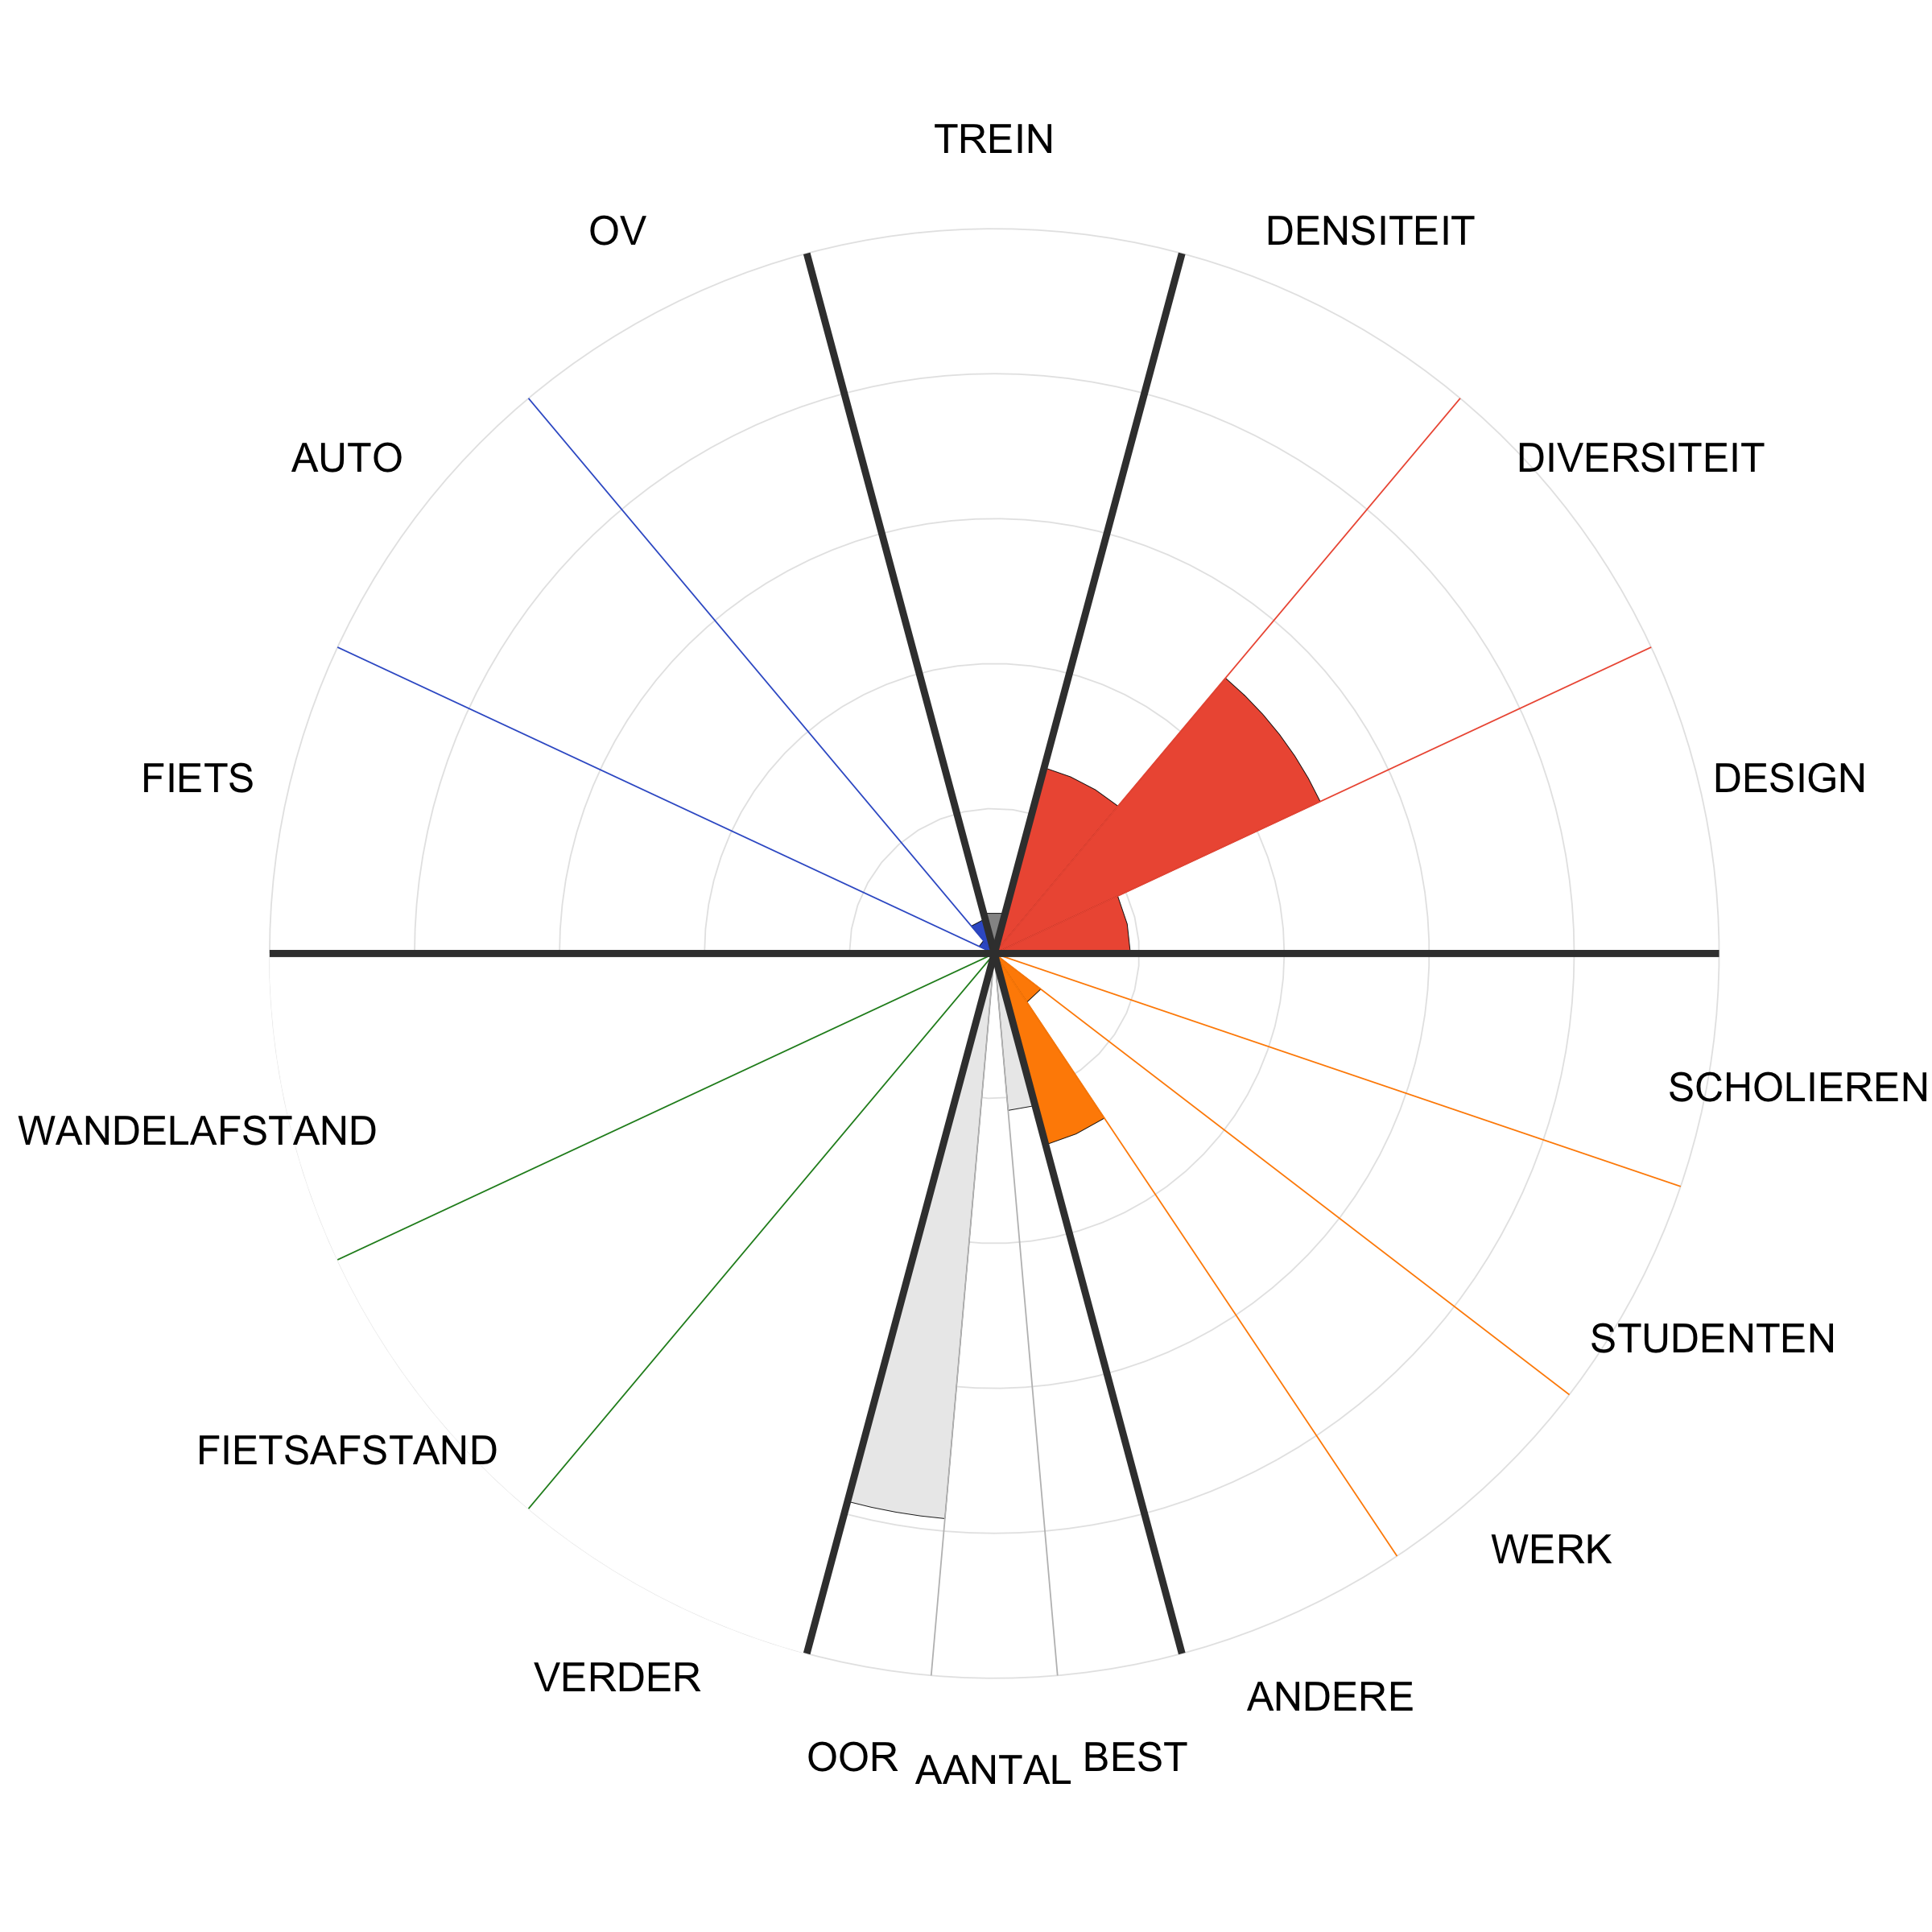 TREIN
OV
DENSITEIT
AUTO
DIVERSITEIT
FIETS
DESIGN
SCHOLIEREN
WANDELAFSTAND
STUDENTEN
FIETSAFSTAND
WERK
VERDER
ANDERE
OOR
AANTAL
BEST